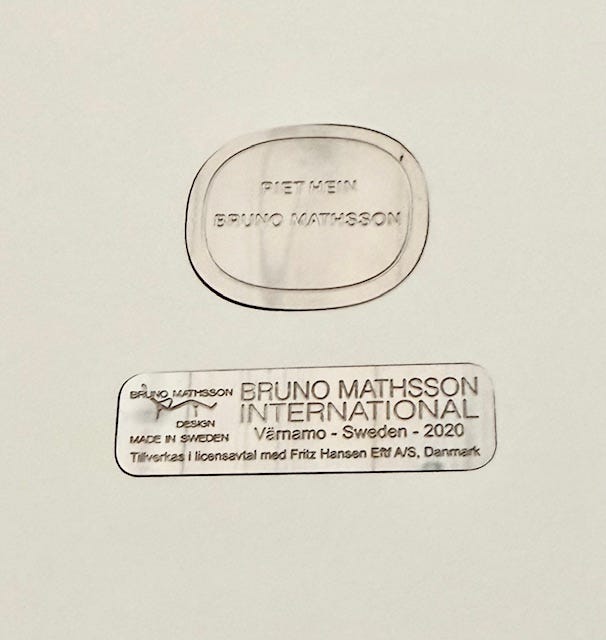 PIET HEIN
BRUNO MATHSSON
BRUNO MATHSSON
DESIGN
MADE IN SWEDEN
BRUNO MATHSSON
INTERNATIONAL
Värnamo - Sweden - 2020
Tillverkas i licensavtal med Fritz Hansen Eftf A/S, Danmark